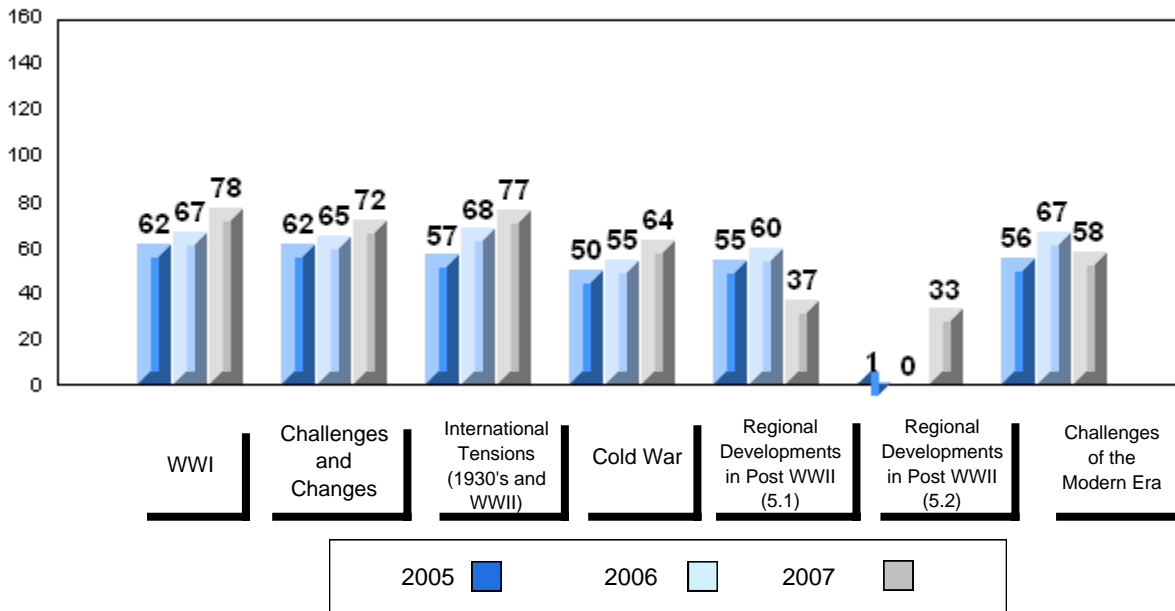 160
140
120
100
80
60
40
20
0
62 67 78
62 65 72
57 68 77
50 55 64
55 60 37
1 0 33
56 67 58
WWI
Challenges
and
Changes
International
Tensions
(1930's and
WWII)
Cold War
Regional
Developments
in Post WWII
(5.1)
Regional
Developments
in Post WWII
(5.2)
Challenges
of the
Modern Era
2005 2006 2007